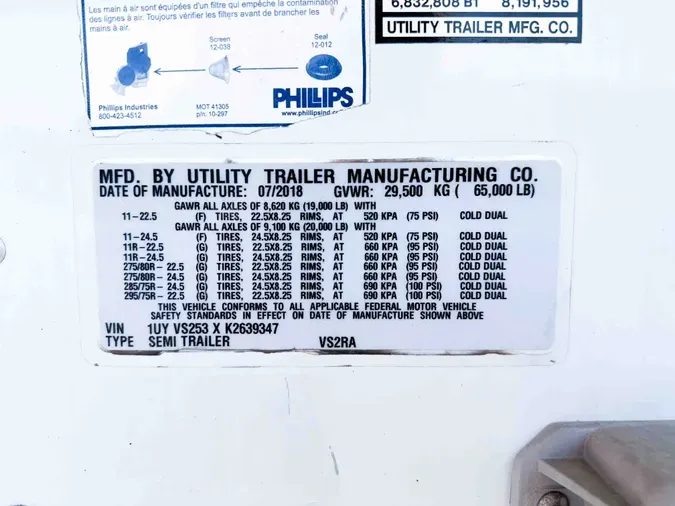 Les main à air sont équipées d'un filtre qui empêche la contamination
des lignes à air. Toujours vérifier les filters avant de brancher les
mains à air.
Screen
12-038
Seal
12-012
Phillips Industries
800-423-4512
MOT 41305
p/n: 10-297
PHILLIPS
www.phillipsind.co
6,832,808 B1 8,191,956
UTILITY TRAILER MFG. CO.
MFD. BY UTILITY TRAILER MANUFACTURING CO.
DATE OF MANUFACTURE: 07/2018 GVWR: 29,500 KG ( 65,000 LB)
GAWR ALL AXLES OF 8,620 KG (19,000 LB) WITH
11-22.5 (F) TIRES, 22.5X8.25 RIMS, AT 520 KPA (75 PSI) COLD DUAL
GAWR ALL AXLES OF 9,100 KG (20,000 LB) WITH
11-24.5 (F) TIRES, 24.5X8.25 RIMS, AT 520 KPA (75 PSI) COLD DUAL
11R-22.5 (G) TIRES, 22.5X8.25 RIMS, AT 660 KPA (95 PSI) COLD DUAL
11R-24.5 (G) TIRES, 24.5X8.25 RIMS, AT 660 KPA (95 PSI) COLD DUAL
275/80R- 22.5 (G) TIRES, 22.5X8.25 RIMS, AT 660 KPA (95 PSI) COLD DUAL
275/80R- 24.5 (G) TIRES, 24.5X8.25 RIMS, AT 660 KPA (95 PSI) COLD DUAL
285/75R- 24.5 (G) TIRES, 24.5X8.25 RIMS, AT 690 KPA (100 PSI) COLD DUAL
295/75R- 22.5 (G) TIRES, 22.5X8.25 RIMS, AT 690 KPA (100 PSI) COLD DUAL
THIS VEHICLE CONFORMS TO ALL APPLICABLE FEDERAL MOTOR VEHICLE
SAFETY STANDARDS IN EFFECT ON DATE OF MANUFACTURE SHOWN ABOVE
VIN 1UY VS253 X K2639347
TYPE SEMI TRAILER VS2RA